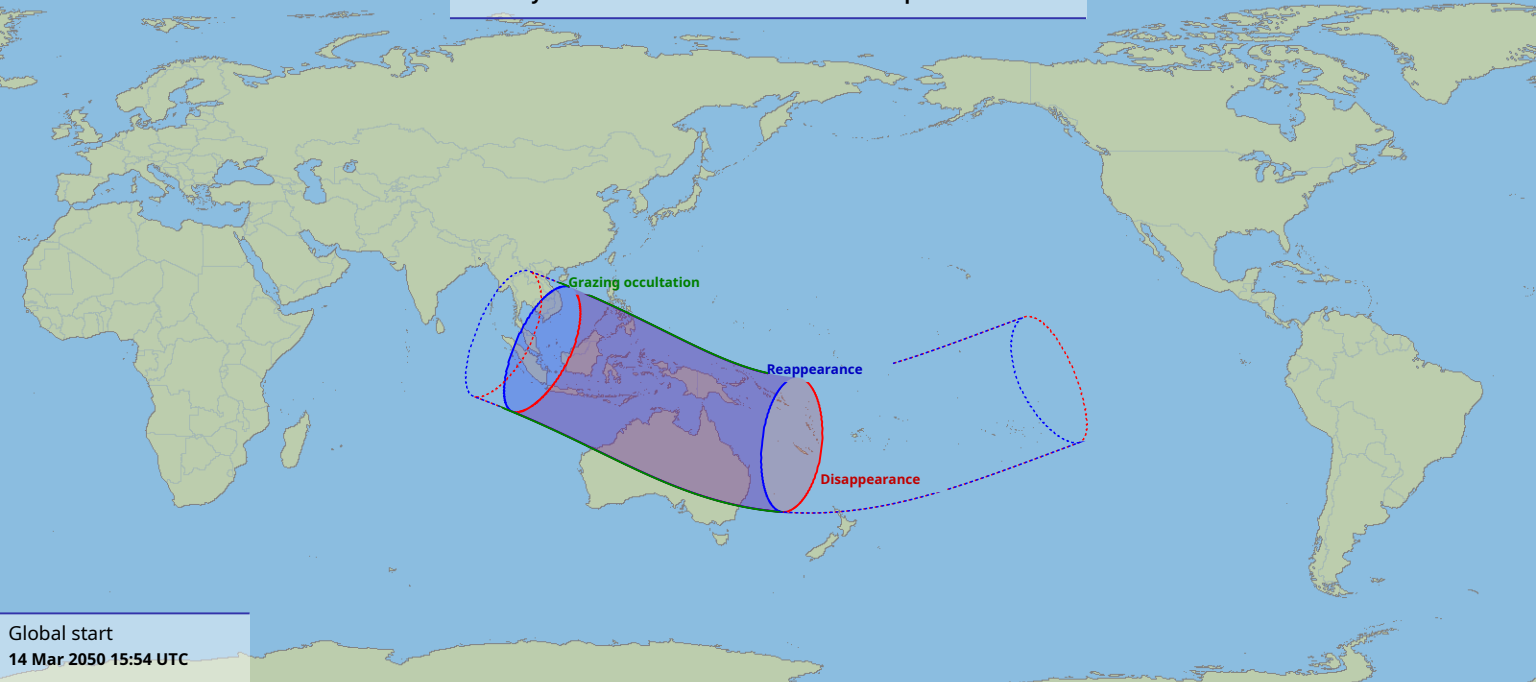 Grazing occultation
Reappearance
Disappearance
Global start
14 Mar 2050 15:54 UTC